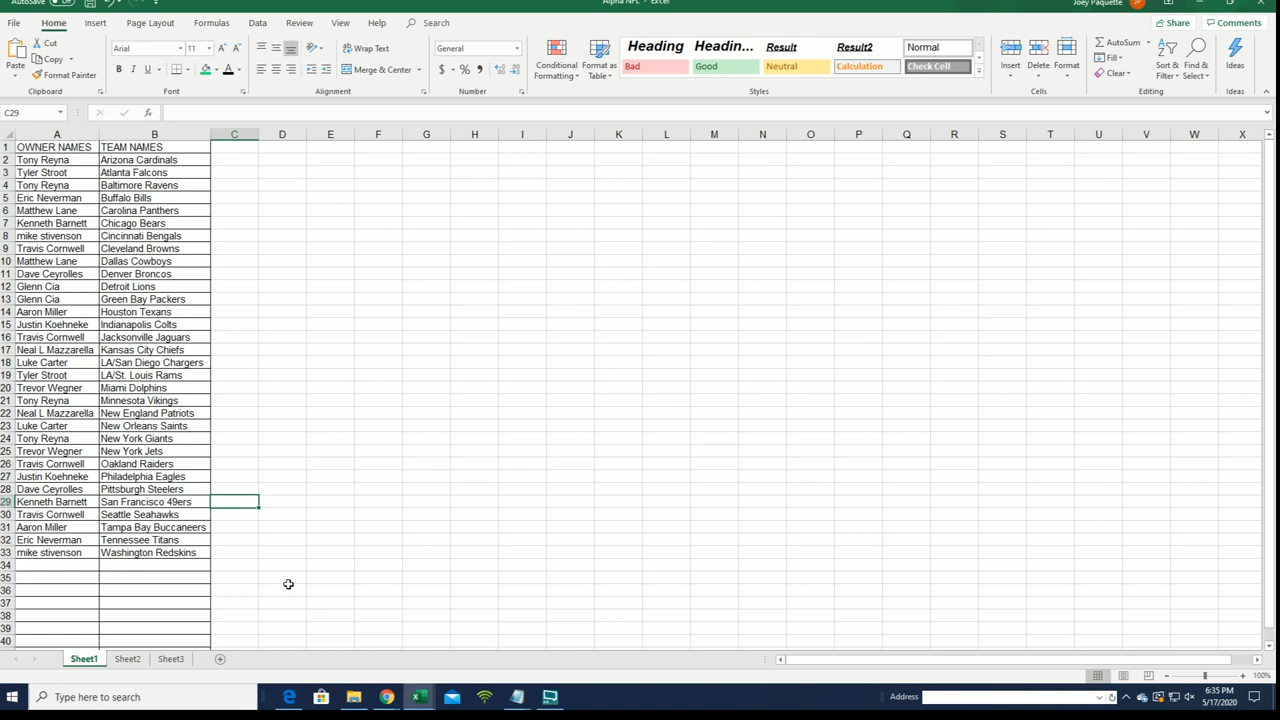 AutoSave Off Alpha NFL - Excel Joey Paquette JP
File Home Insert Page Layout Formulas Data Review View Help Search Share Comments
Paste Cut Copy Format Painter Clipboard
Arial 11 A A B I U A Font
Wrap Text Merge & Center Alignment
General $ % , Number
Conditional Formatting Format as Table
Heading Headin... Result Result2 Normal
Bad Good Neutral Calculation Check Cell
Styles
Insert Delete Format Cells
AutoSum Fill Clear Sort & Filter Find & Select Editing
Ideas Ideas
C29 fx
A B C D E F G H I J K L M N O P Q R S T U V W X
1 OWNER NAMES TEAM NAMES
2 Tony Reyna Arizona Cardinals
3 Tyler Stroot Atlanta Falcons
4 Tony Reyna Baltimore Ravens
5 Eric Neverman Buffalo Bills
6 Matthew Lane Carolina Panthers
7 Kenneth Barnett Chicago Bears
8 mike stivenson Cincinnati Bengals
9 Travis Cornwell Cleveland Browns
10 Matthew Lane Dallas Cowboys
11 Dave Ceyrolles Denver Broncos
12 Glenn Cia Detroit Lions
13 Glenn Cia Green Bay Packers
14 Aaron Miller Houston Texans
15 Justin Koehneke Indianapolis Colts
16 Travis Cornwell Jacksonville Jaguars
17 Neal L Mazzarella Kansas City Chiefs
18 Luke Carter LA/San Diego Chargers
19 Tyler Stroot LA/St. Louis Rams
20 Trevor Wegner Miami Dolphins
21 Tony Reyna Minnesota Vikings
22 Neal L Mazzarella New England Patriots
23 Luke Carter New Orleans Saints
24 Tony Reyna New York Giants
25 Trevor Wegner New York Jets
26 Travis Cornwell Oakland Raiders
27 Justin Koehneke Philadelphia Eagles
28 Dave Ceyrolles Pittsburgh Steelers
29 Kenneth Barnett San Francisco 49ers
30 Travis Cornwell Seattle Seahawks
31 Aaron Miller Tampa Bay Buccaneers
32 Eric Neverman Tennessee Titans
33 mike stivenson Washington Redskins
34
35
36
37
38
39
40
Sheet1 Sheet2 Sheet3
100%
Type here to search Address 6:35 PM
5/17/2020